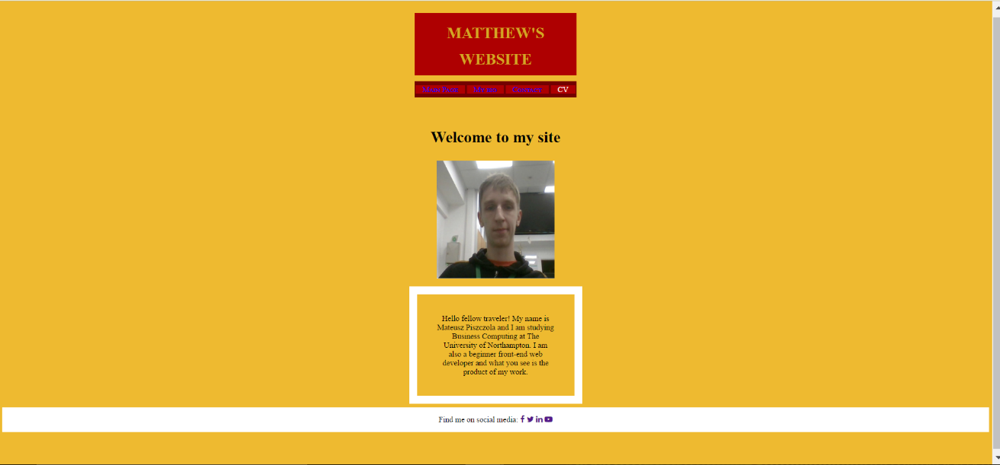 MATTHEW'S
WEBSITE
MAIN PAGE MY BIO CONTACT CV
Welcome to my site
Hello fellow traveler! My name is
Mateusz Piszczola and I am studying
Business Computing at The
University of Northampton. I am
also a beginner front-end web
developer and what you see is the
product of my work.
Find me on social media: